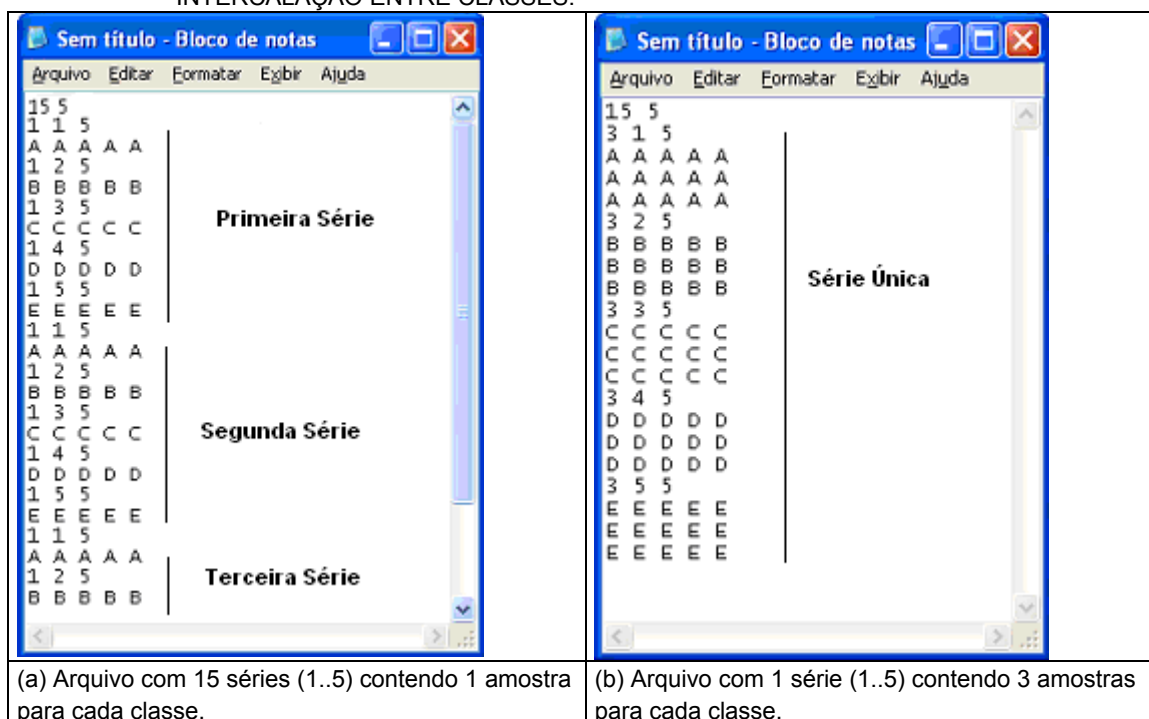 INTERCALAÇÃO ENTRE CLASSES.
Sem título - Bloco de notas
Arquivo Editar Formatar Exibir Ajuda
15 5
1 1 5
A A A A A
1 2 5
B B B B B
1 3 5
C C C C C
1 4 5
D D D D D
1 5 5
E E E E E
1 1 5
A A A A A
1 2 5
B B B B B
1 3 5
C C C C C
1 4 5
D D D D D
1 5 5
E E E E E
1 1 5
A A A A A
1 2 5
B B B B B
Primeira Série
Segunda Série
Terceira Série
(a) Arquivo com 15 séries (1..5) contendo 1 amostra
para cada classe.
Sem título - Bloco de notas
Arquivo Editar Formatar Exibir Ajuda
15 5
3 1 5
A A A A A
A A A A A
A A A A A
3 2 5
B B B B B
B B B B B
B B B B B
3 3 5
C C C C C
C C C C C
C C C C C
3 4 5
D D D D D
D D D D D
D D D D D
3 5 5
E E E E E
E E E E E
E E E E E
Série Única
(b) Arquivo com 1 série (1..5) contendo 3 amostras
para cada classe.